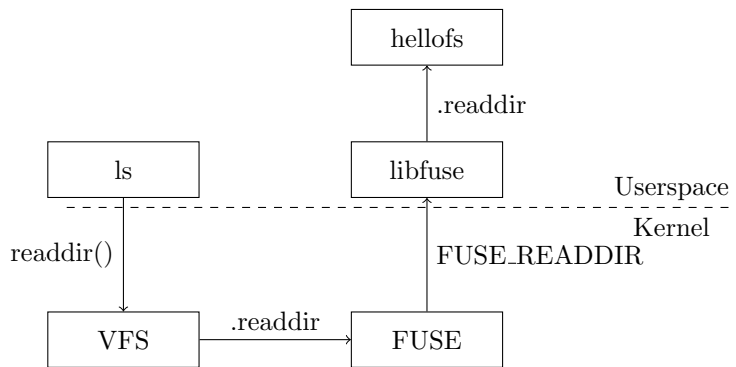 hellofs
.readdir
ls
libfuse
Userspace
Kernel
readdir()
FUSE_READDIR
.readdir
VFS
FUSE